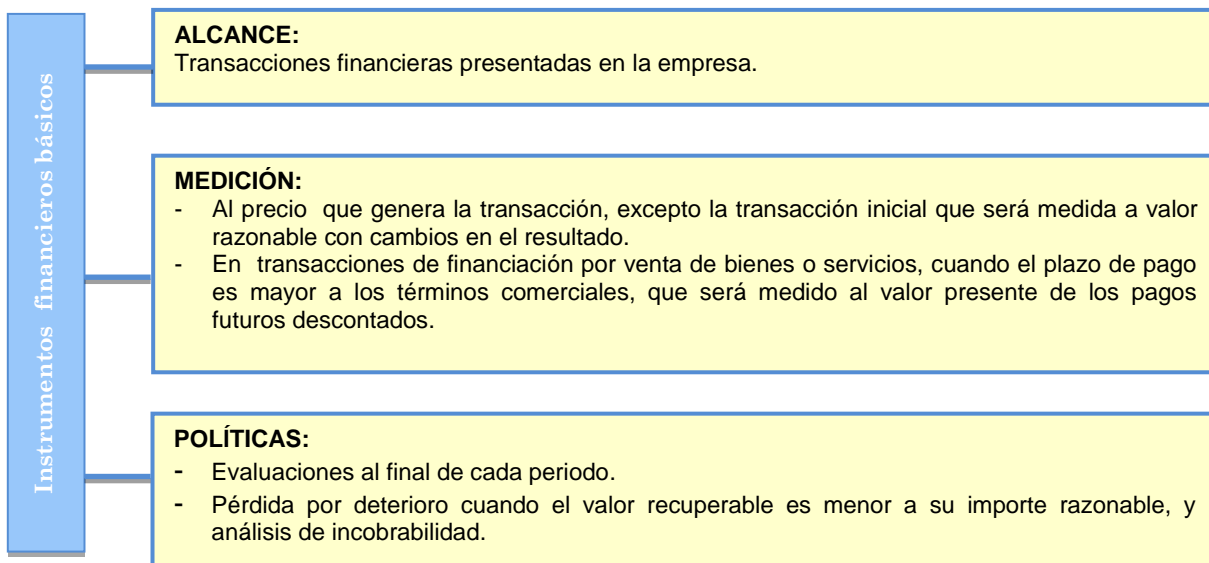 Instrumentos financieros básicos
ALCANCE:
Transacciones financieras presentadas en la empresa.
MEDICIÓN:
- Al precio que genera la transacción, excepto la transacción inicial que será medida a valor
razonable con cambios en el resultado.
- En transacciones de financiación por venta de bienes o servicios, cuando el plazo de pago
es mayor a los términos comerciales, que será medido al valor presente de los pagos
futuros descontados.
POLÍTICAS:
- Evaluaciones al final de cada periodo.
- Pérdida por deterioro cuando el valor recuperable es menor a su importe razonable, y
análisis de incobrabilidad.